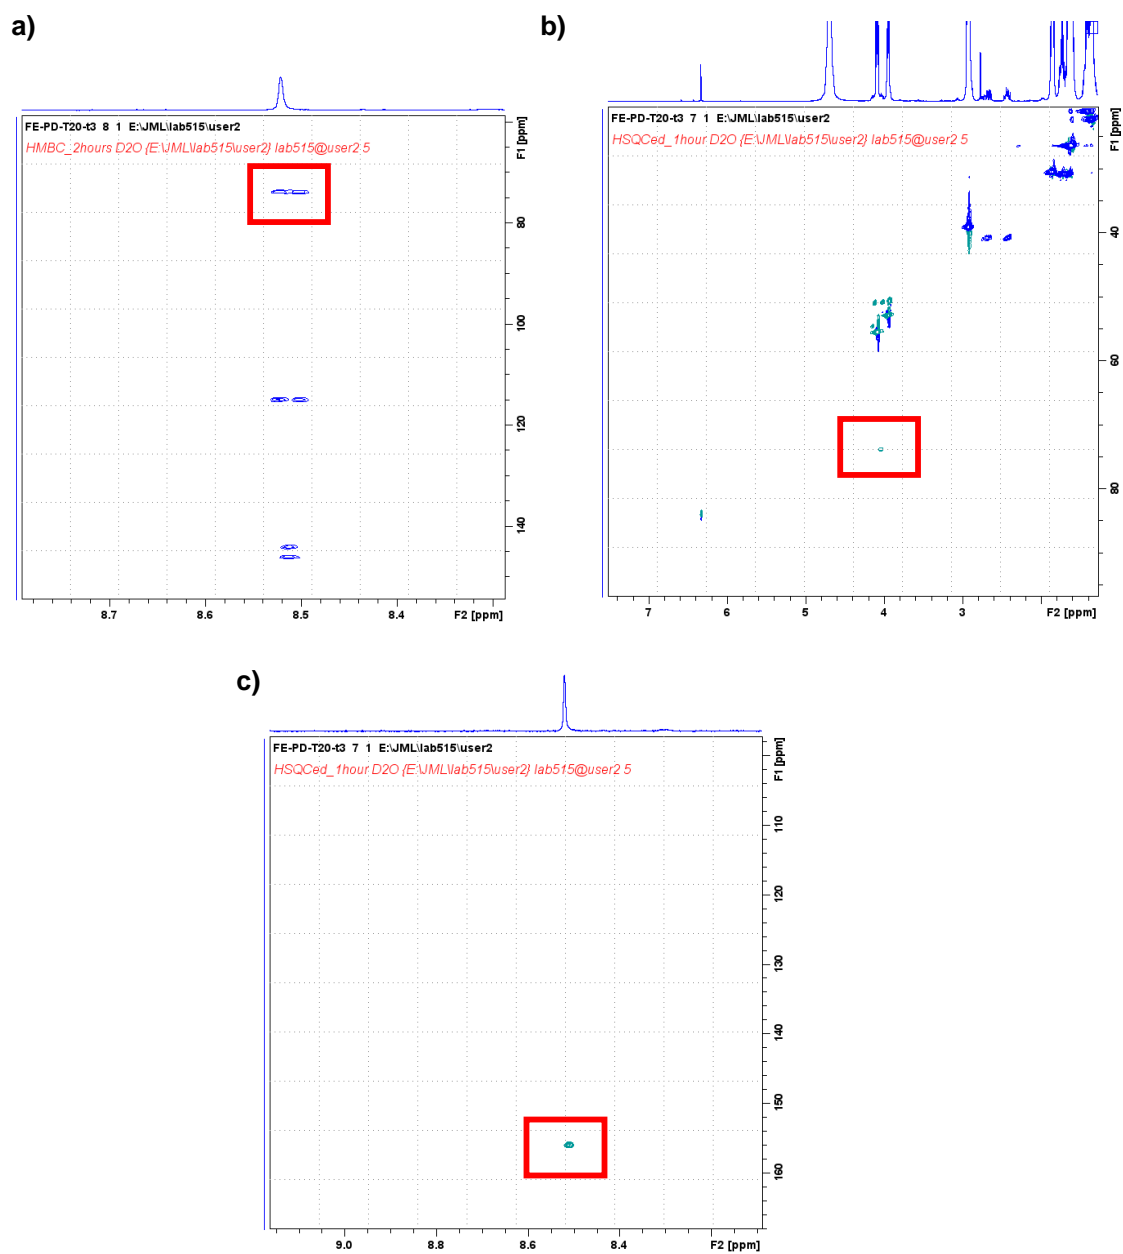 a)
FE-PD-T20-t3 8 1 E:\JML\lab515\user2
HMBC_2hours D2O {E:\JML\lab515\user2} lab515@user2 5
F1 [ppm]
80
100
120
140
8.7
8.6
8.5
8.4
F2 [ppm]
b)
FE-PD-T20-t3 7 1 E:\JML\lab515\user2
HSQCed_1hour D2O {E:\JML\lab515\user2} lab515@user2 5
F1 [ppm]
40
60
80
7
6
5
4
3
F2 [ppm]
c)
FE-PD-T20-t3 7 1 E:\JML\lab515\user2
HSQCed_1hour D2O {E:\JML\lab515\user2} lab515@user2 5
F1 [ppm]
110
120
130
140
150
160
9.0
8.8
8.6
8.4
F2 [ppm]